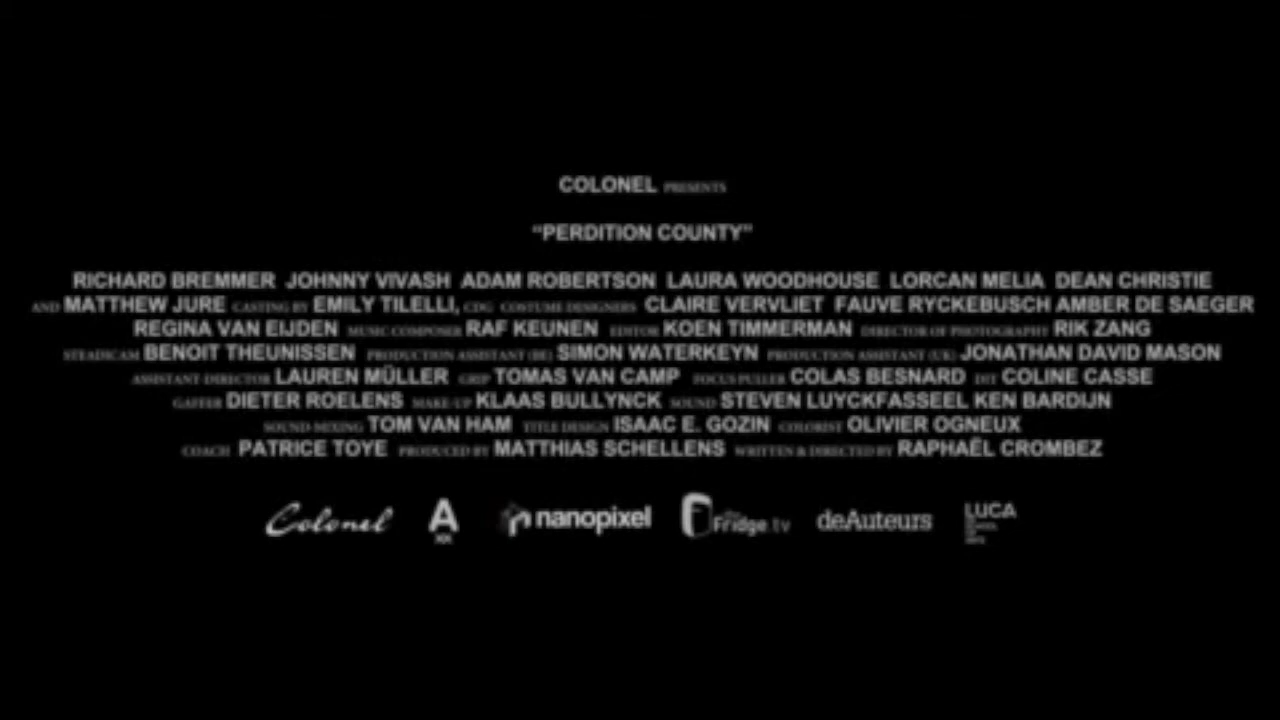 COLONEL PRESENTS
“PERDITION COUNTY”
RICHARD BREMMER JOHNNY VIVASH ADAM ROBERTSON LAURA WOODHOUSE LORCAN MELIA DEAN CHRISTIE
AND MATTHEW JURE CASTING BY EMILY TILELLI, CDG COSTUME DESIGNERS CLAIRE VERVLIET FAUVE RYCKEBUSCH AMBER DE SAEGER
REGINA VAN EIJDEN MUSIC COMPOSER RAF KEUNEN EDITOR KOEN TIMMERMAN DIRECTOR OF PHOTOGRAPHY RIK ZANG
STEADICAM BENOIT THEUNISSEN PRODUCTION ASSISTANT (BE) SIMON WATERKEYN PRODUCTION ASSISTANT (UK) JONATHAN DAVID MASON
ASSISTANT DIRECTOR LAUREN MÜLLER GRIP TOMAS VAN CAMP FOCUS PULLER COLAS BESNARD DIT COLINE CASSE
GAFFER DIETER ROELENS MAKE-UP KLAAS BULLYNCK SOUND STEVEN LUYCKFASSEEL KEN BARDIJN
SOUND MIXING TOM VAN HAM TITLE DESIGN ISAAC E. GOZIN COLORIST OLIVIER OGNEUX
COACH PATRICE TOYE PRODUCED BY MATTHIAS SCHELLENS WRITTEN & DIRECTED BY RAPHAËL CROMBEZ
Colonel A nanopixel Fridge.tv deAuteurs LUCA